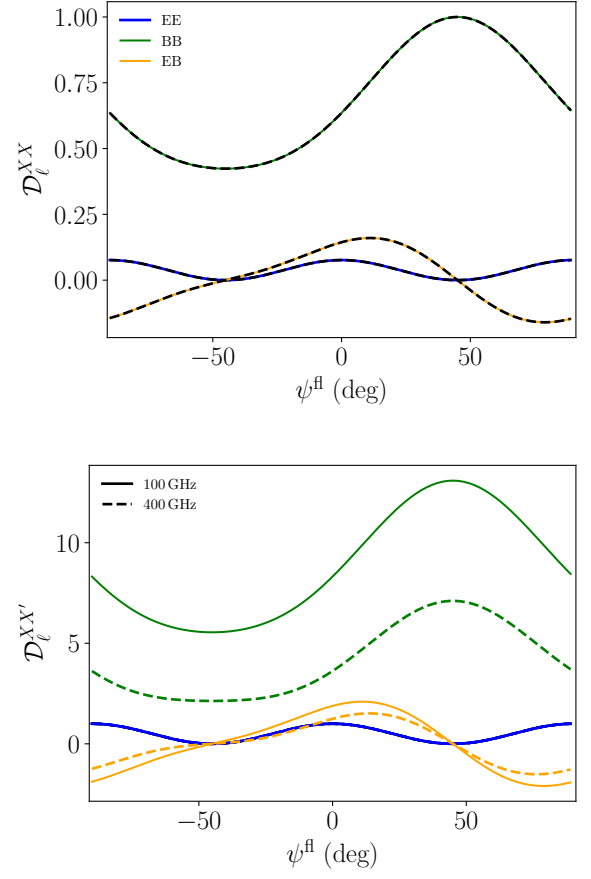 EE
BB
EB
1.00
0.75
0.50
0.25
0.00
𝒟_ℓ^{XX}
−50
0
50
ψ^{fl} (deg)
100 GHz
400 GHz
10
5
0
𝒟_ℓ^{XX′}
−50
0
50
ψ^{fl} (deg)